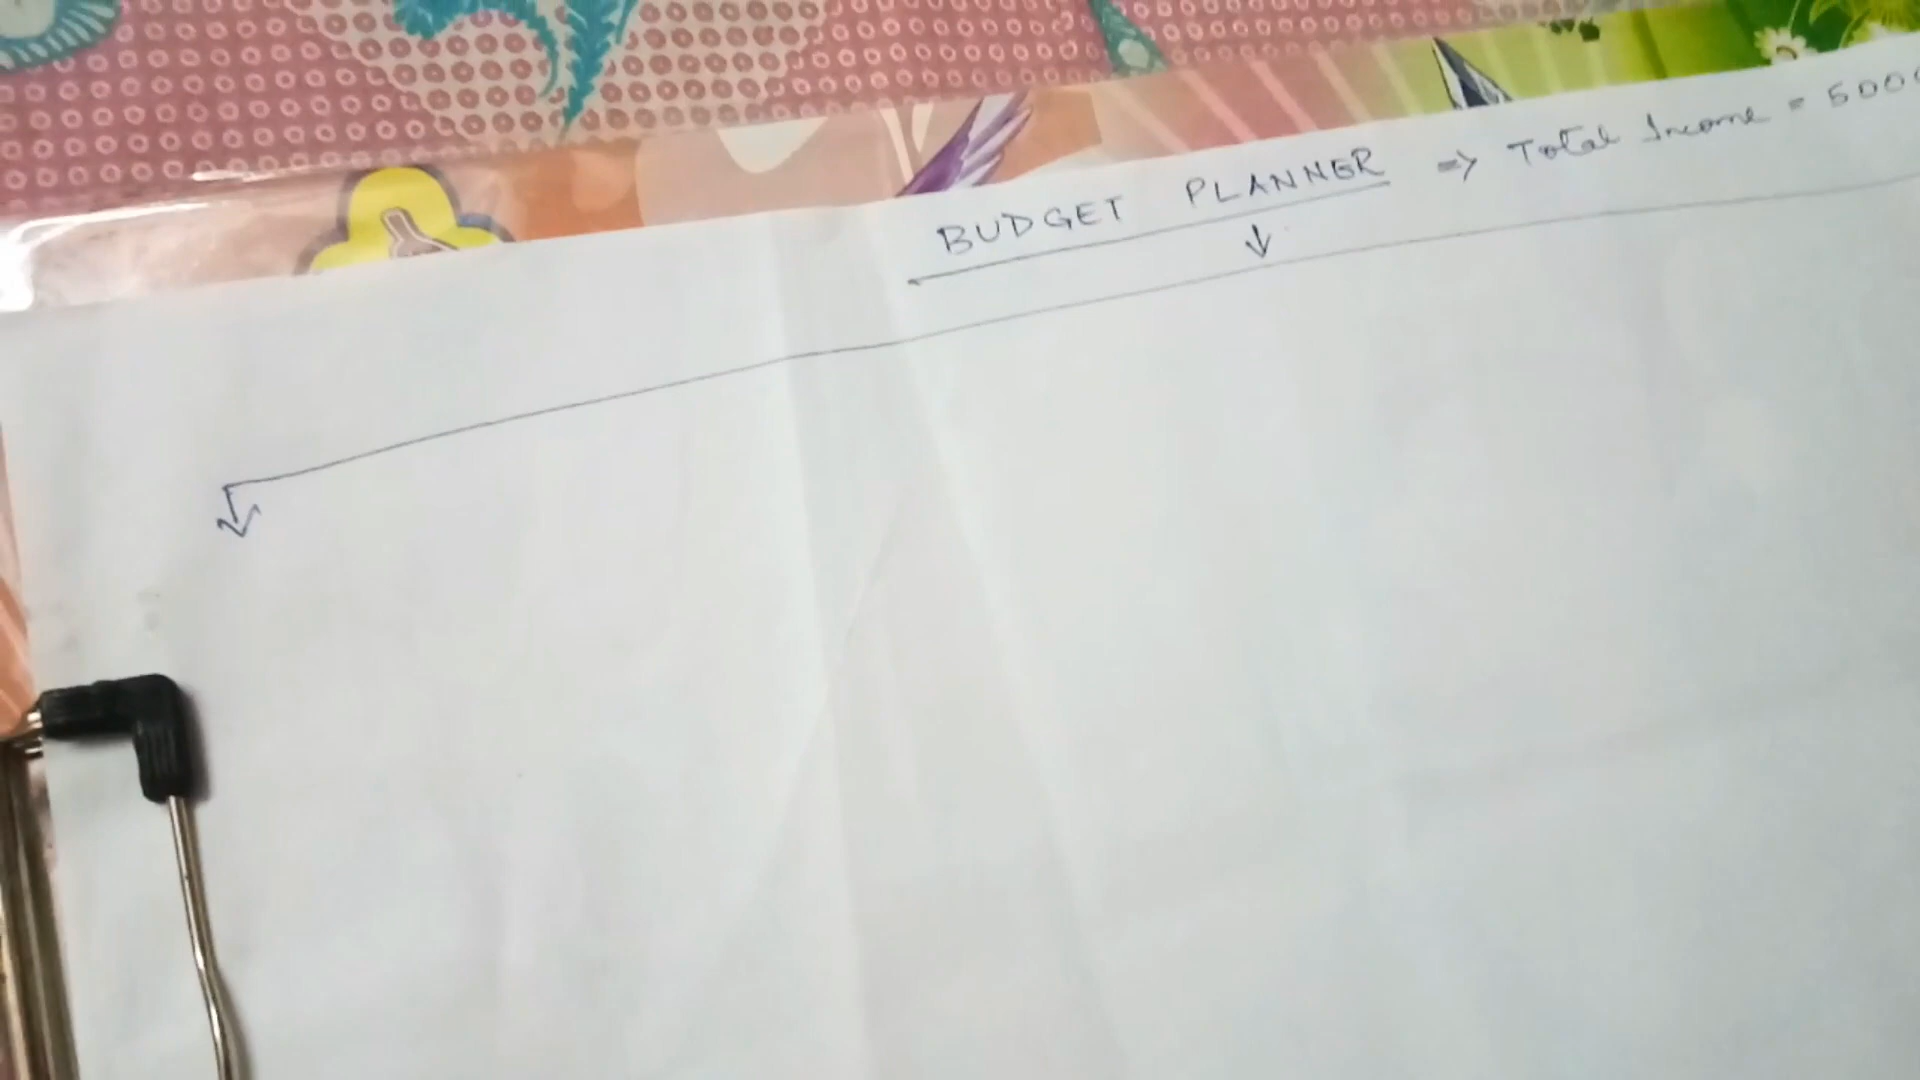 BUDGET PLANNER => Total Income = 500